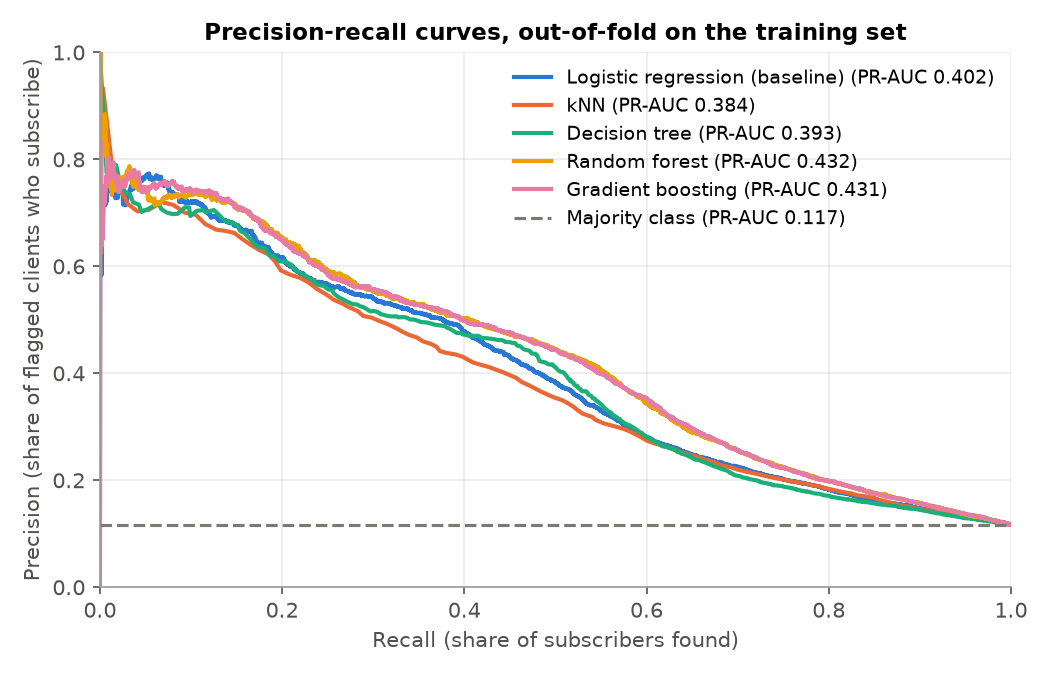 Precision-recall curves, out-of-fold on the training set
Precision (share of flagged clients who subscribe)
1.0
0.8
0.6
0.4
0.2
0.0
Logistic regression (baseline) (PR-AUC 0.402)
kNN (PR-AUC 0.384)
Decision tree (PR-AUC 0.393)
Random forest (PR-AUC 0.432)
Gradient boosting (PR-AUC 0.431)
Majority class (PR-AUC 0.117)
0.0 0.2 0.4 0.6 0.8 1.0
Recall (share of subscribers found)